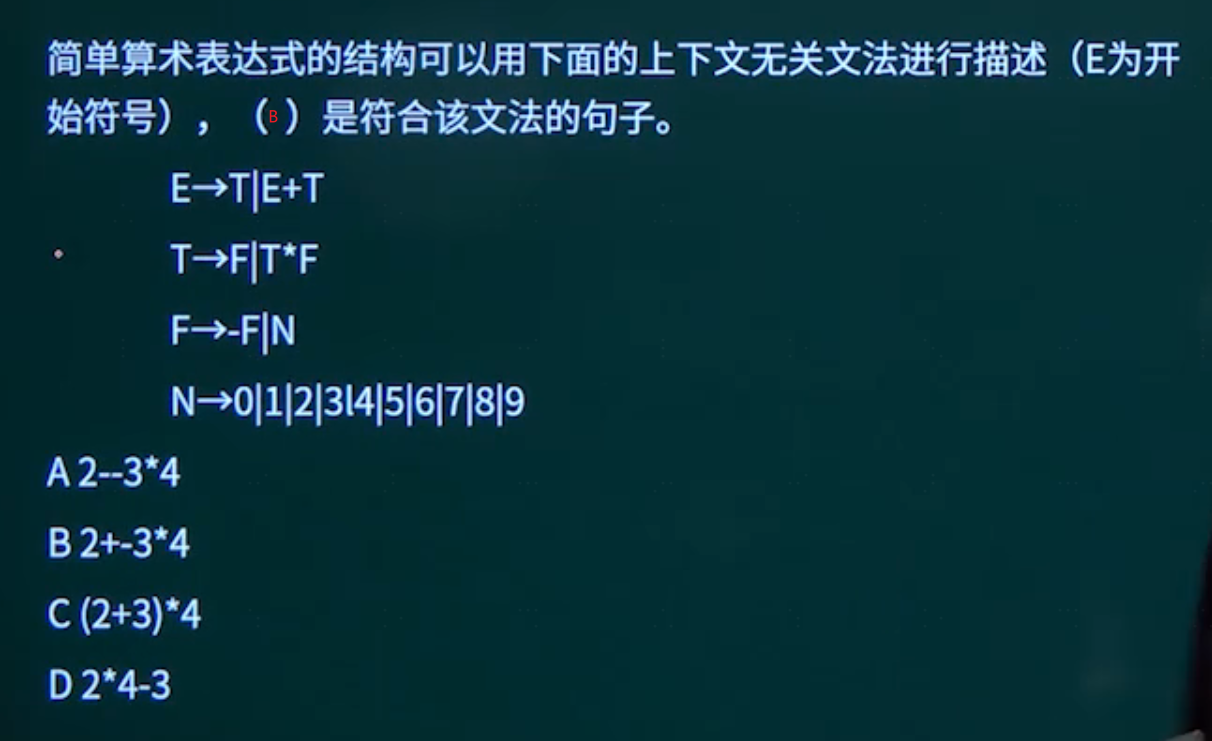 简单算术表达式的结构可以用下面的上下文无关文法进行描述（E为开
始符号），（B）是符合该文法的句子。
E→T|E+T
T→F|T*F
F→-F|N
N→0|1|2|3l4|5|6|7|8|9
A 2--3*4
B 2+-3*4
C (2+3)*4
D 2*4-3